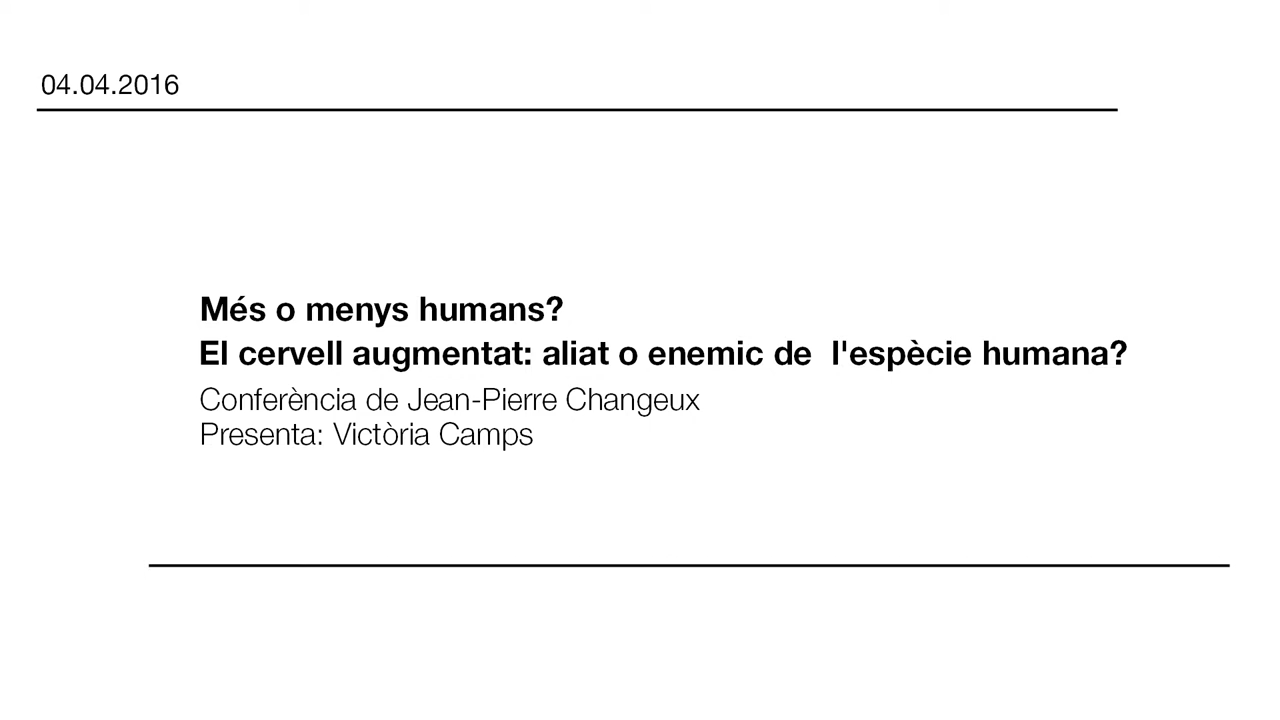 04.04.2016
Més o menys humans?
El cervell augmentat: aliat o enemic de  l'espècie humana?
Conferència de Jean-Pierre Changeux
Presenta: Victòria Camps